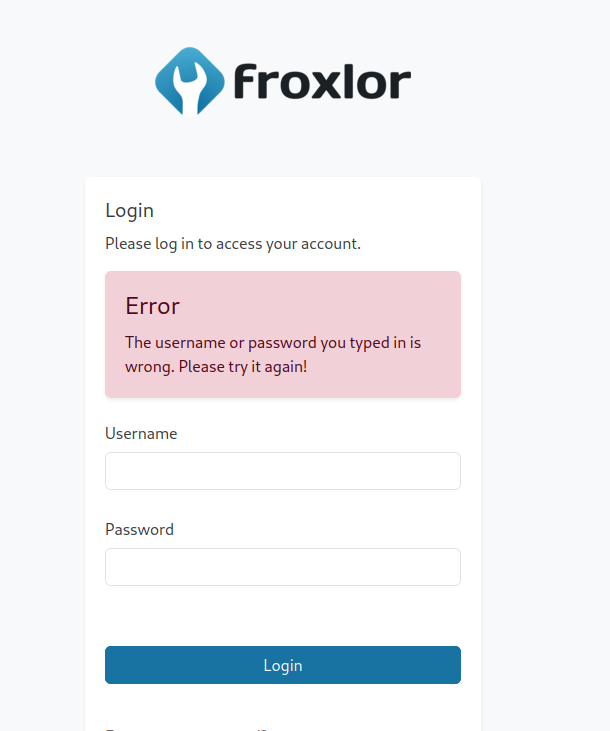 froxlor
Login
Please log in to access your account.
Error
The username or password you typed in is
wrong. Please try it again!
Username
Password
Login